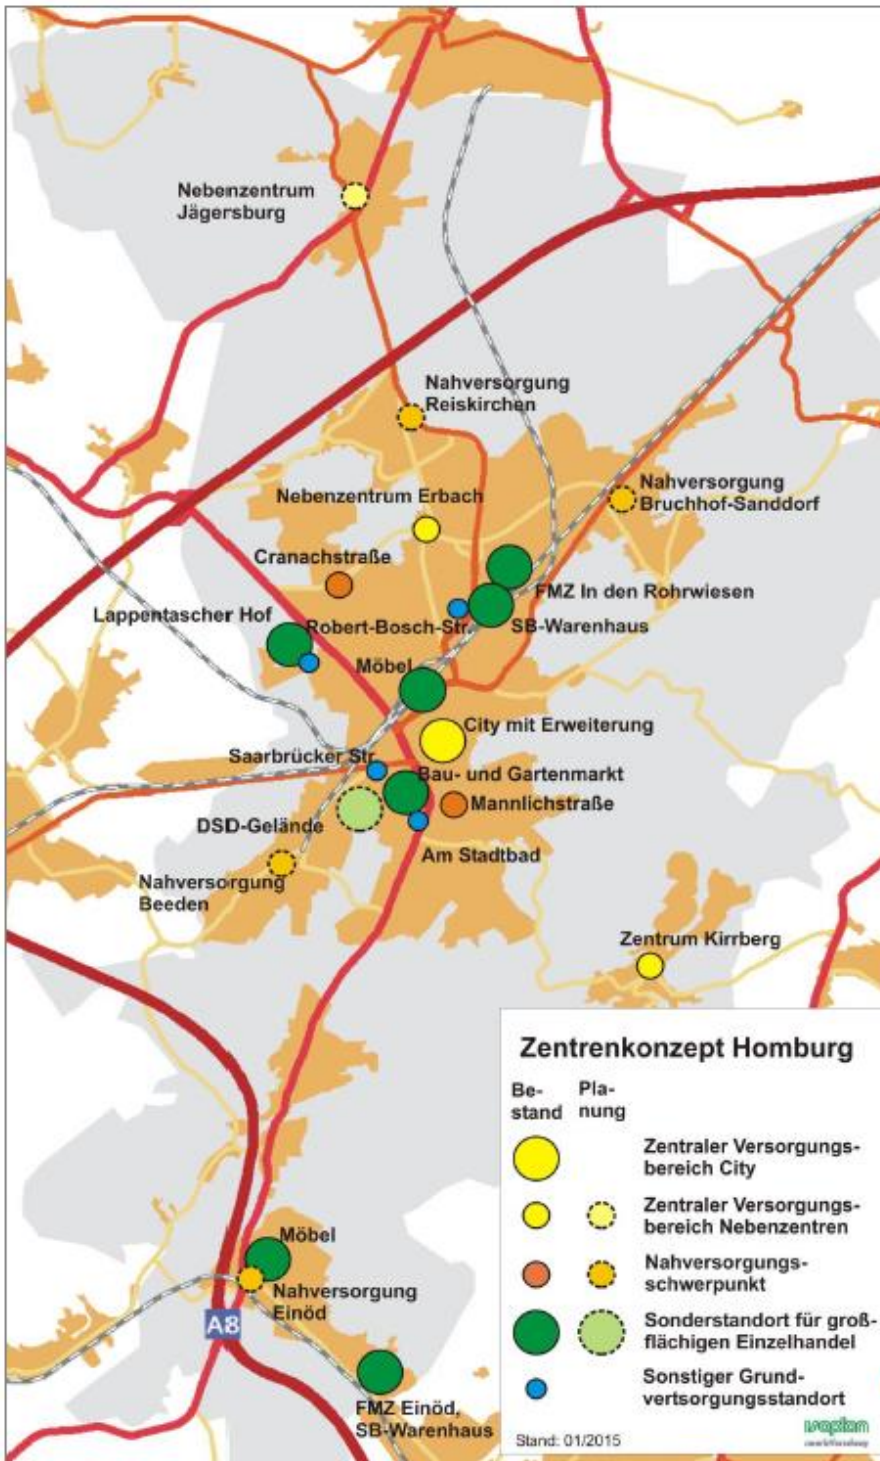 Nebenzentrum
Jägersburg
Nahversorgung
Reiskirchen
Nahversorgung
Bruchhof-Sanddorf
Nebenzentrum Erbach
Cranachstraße
FMZ In den Rohrwiesen
Lappentascher Hof
Robert-Bosch-Str.
SB-Warenhaus
Möbel
City mit Erweiterung
Saarbrücker Str.
Bau- und Gartenmarkt
Mannlichstraße
DSD-Gelände
Am Stadtbad
Nahversorgung
Beeden
Zentrum Kirrberg
Möbel
Nahversorgung
Einöd
A8
FMZ Einöd,
SB-Warenhaus
Zentrenkonzept Homburg
Be-
stand
Pla-
nung
Zentraler Versorgungs-
bereich City
Zentraler Versorgungs-
bereich Nebenzentren
Nahversorgungs-
schwerpunkt
Sonderstandort für groß-
flächigen Einzelhandel
Sonstiger Grund-
vertsorgungsstandort
Stand: 01/2015
isoplan